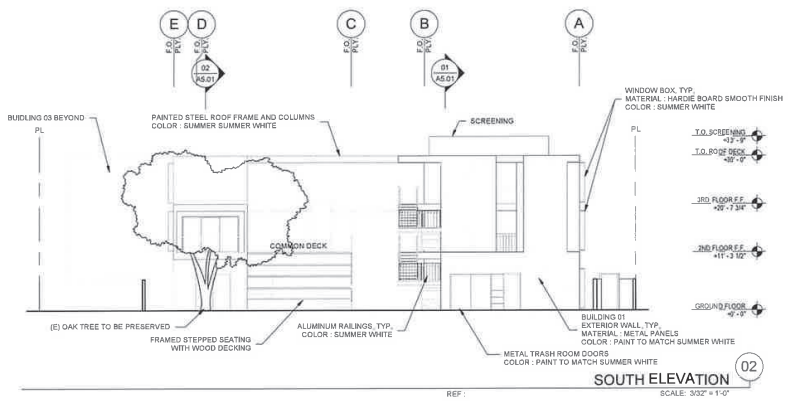 E
D
C
B
A
F.O. PLY.
F.O. PLY.
F.O. PLY.
F.O. PLY.
F.O. PLY.
02
A5.01
01
A5.01
WINDOW BOX, TYP.
MATERIAL : HARDIE BOARD SMOOTH FINISH
COLOR : SUMMER WHITE
BUIDLING 03 BEYOND
PAINTED STEEL ROOF FRAME AND COLUMNS
COLOR : SUMMER SUMMER WHITE
SCREENING
PL
PL
T.O. SCREENING
T.O. ROOF DECK
+30' - 0"
3RD FLOOR F.F.
+20' - 7 3/4"
COMMON DECK
2ND FLOOR F.F.
+11' - 3 1/2"
GROUND FLOOR
+0' - 0"
(E) OAK TREE TO BE PRESERVED
FRAMED STEPPED SEATING
WITH WOOD DECKING
ALUMINUM RAILINGS, TYP.
COLOR : SUMMER WHITE
BUILDING 01
EXTERIOR WALL, TYP.
MATERIAL : METAL PANELS
COLOR : PAINT TO MATCH SUMMER WHITE
METAL TRASH ROOM DOORS
COLOR : PAINT TO MATCH SUMMER WHITE
SOUTH ELEVATION
02
REF :
SCALE: 3/32" = 1'-0"